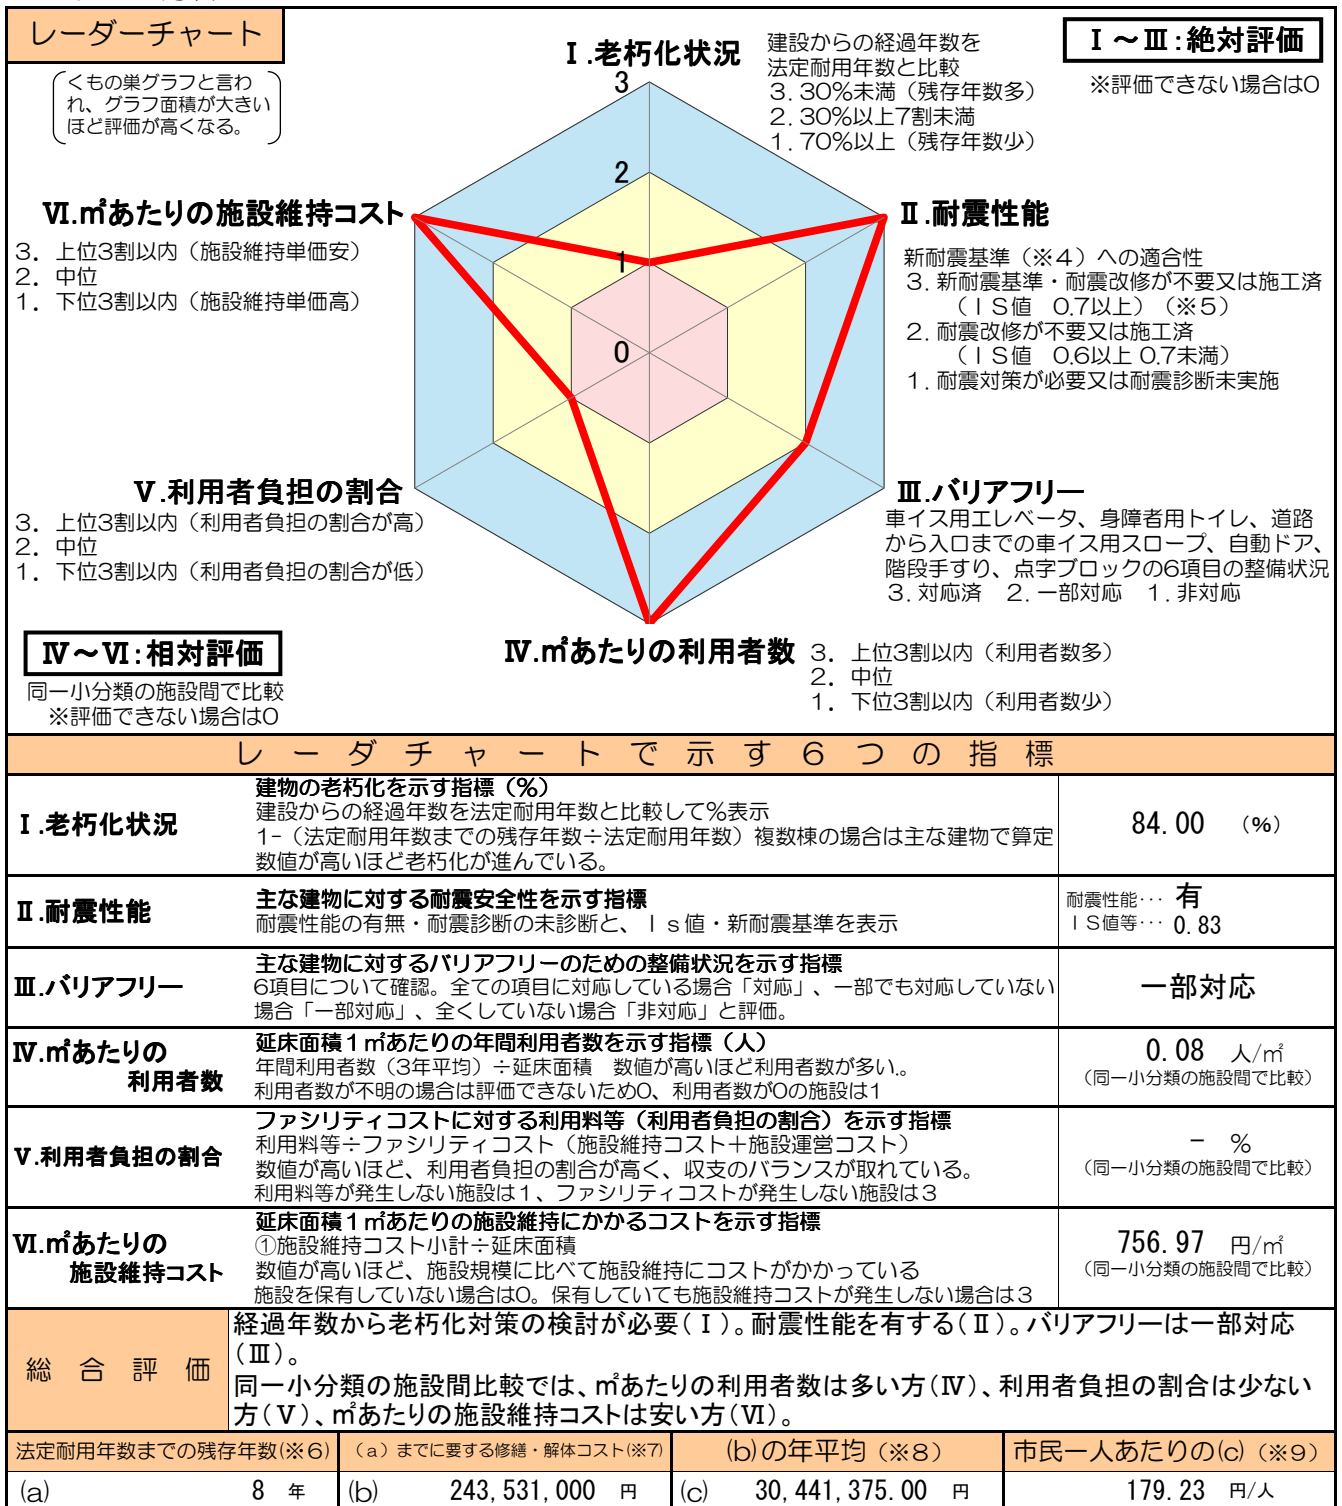 レーダーチャート
くもの巣グラフと言わ
れ、グラフ面積が大きい
ほど評価が高くなる。
Ⅰ.老朽化状況
建設からの経過年数を
法定耐用年数と比較
3. 30%未満（残存年数多）
2. 30%以上7割未満
1. 70%以上（残存年数少）
Ⅰ～Ⅲ:絶対評価
※評価できない場合は0
3
2
1
0
Ⅵ.㎡あたりの施設維持コスト
3. 上位3割以内（施設維持単価安）
2. 中位
1. 下位3割以内（施設維持単価高）
Ⅱ.耐震性能
新耐震基準（※4）への適合性
3. 新耐震基準・耐震改修が不要又は施工済
（ＩＳ値 0.7以上）（※5）
2. 耐震改修が不要又は施工済
（ＩＳ値 0.6以上 0.7未満）
1. 耐震対策が必要又は耐震診断未実施
Ⅴ.利用者負担の割合
3. 上位3割以内（利用者負担の割合が高）
2. 中位
1. 下位3割以内（利用者負担の割合が低）
Ⅲ.バリアフリー
車イス用エレベータ、身障者用トイレ、道路
から入口までの車イス用スロープ、自動ドア、
階段手すり、点字ブロックの6項目の整備状況
3. 対応済 2. 一部対応 1. 非対応
Ⅳ.㎡あたりの利用者数
3. 上位3割以内（利用者数多）
2. 中位
1. 下位3割以内（利用者数少）
Ⅳ～Ⅵ:相対評価
同一小分類の施設間で比較
※評価できない場合は0
レーダチャートで示す6つの指標
Ⅰ.老朽化状況
建物の老朽化を示す指標（%）
建設からの経過年数を法定耐用年数と比較して%表示
1-（法定耐用年数までの残存年数÷法定耐用年数）複数棟の場合は主な建物で算定
数値が高いほど老朽化が進んでいる。
84.00 (%)
Ⅱ.耐震性能
主な建物に対する耐震安全性を示す指標
耐震性能の有無・耐震診断の未診断と、Ｉｓ値・新耐震基準を表示
耐震性能… 有
ＩＳ値等… 0.83
Ⅲ.バリアフリー
主な建物に対するバリアフリーのための整備状況を示す指標
6項目について確認。全ての項目に対応している場合「対応」、一部でも対応していない
場合「一部対応」、全くしていない場合「非対応」と評価。
一部対応
Ⅳ.㎡あたりの
利用者数
延床面積１㎡あたりの年間利用者数を示す指標（人）
年間利用者数（3年平均）÷延床面積 数値が高いほど利用者数が多い。
利用者数が不明の場合は評価できないため0、利用者数が0の施設は1
0.08 人/㎡
（同一小分類の施設間で比較）
Ⅴ.利用者負担の割合
ファシリティコストに対する利用料等（利用者負担の割合）を示す指標
利用料等÷ファシリティコスト（施設維持コスト＋施設運営コスト）
数値が高いほど、利用者負担の割合が高く、収支のバランスが取れている。
利用料等が発生しない施設は１、ファシリティコストが発生しない施設は３
- %
（同一小分類の施設間で比較）
Ⅵ.㎡あたりの
施設維持コスト
延床面積１㎡あたりの施設維持にかかるコストを示す指標
①施設維持コスト小計÷延床面積
数値が高いほど、施設規模に比べて施設維持にコストがかかっている
施設を保有していない場合は0。保有していても施設維持コストが発生しない場合は３
756.97 円/㎡
（同一小分類の施設間で比較）
総合評価
経過年数から老朽化対策の検討が必要(Ⅰ)。耐震性能を有する(Ⅱ)。バリアフリーは一部対応
(Ⅲ)。
同一小分類の施設間比較では、㎡あたりの利用者数は多い方(Ⅳ)、利用者負担の割合は少ない
方(Ⅴ)、㎡あたりの施設維持コストは安い方(Ⅵ)。
法定耐用年数までの残存年数(※6) （a）までに要する修繕・解体コスト(※7) (b)の年平均（※8） 市民一人あたりの(c)（※9）
(a) 8 年 (b) 243,531,000 円 (c) 30,441,375.00 円 179.23 円/人